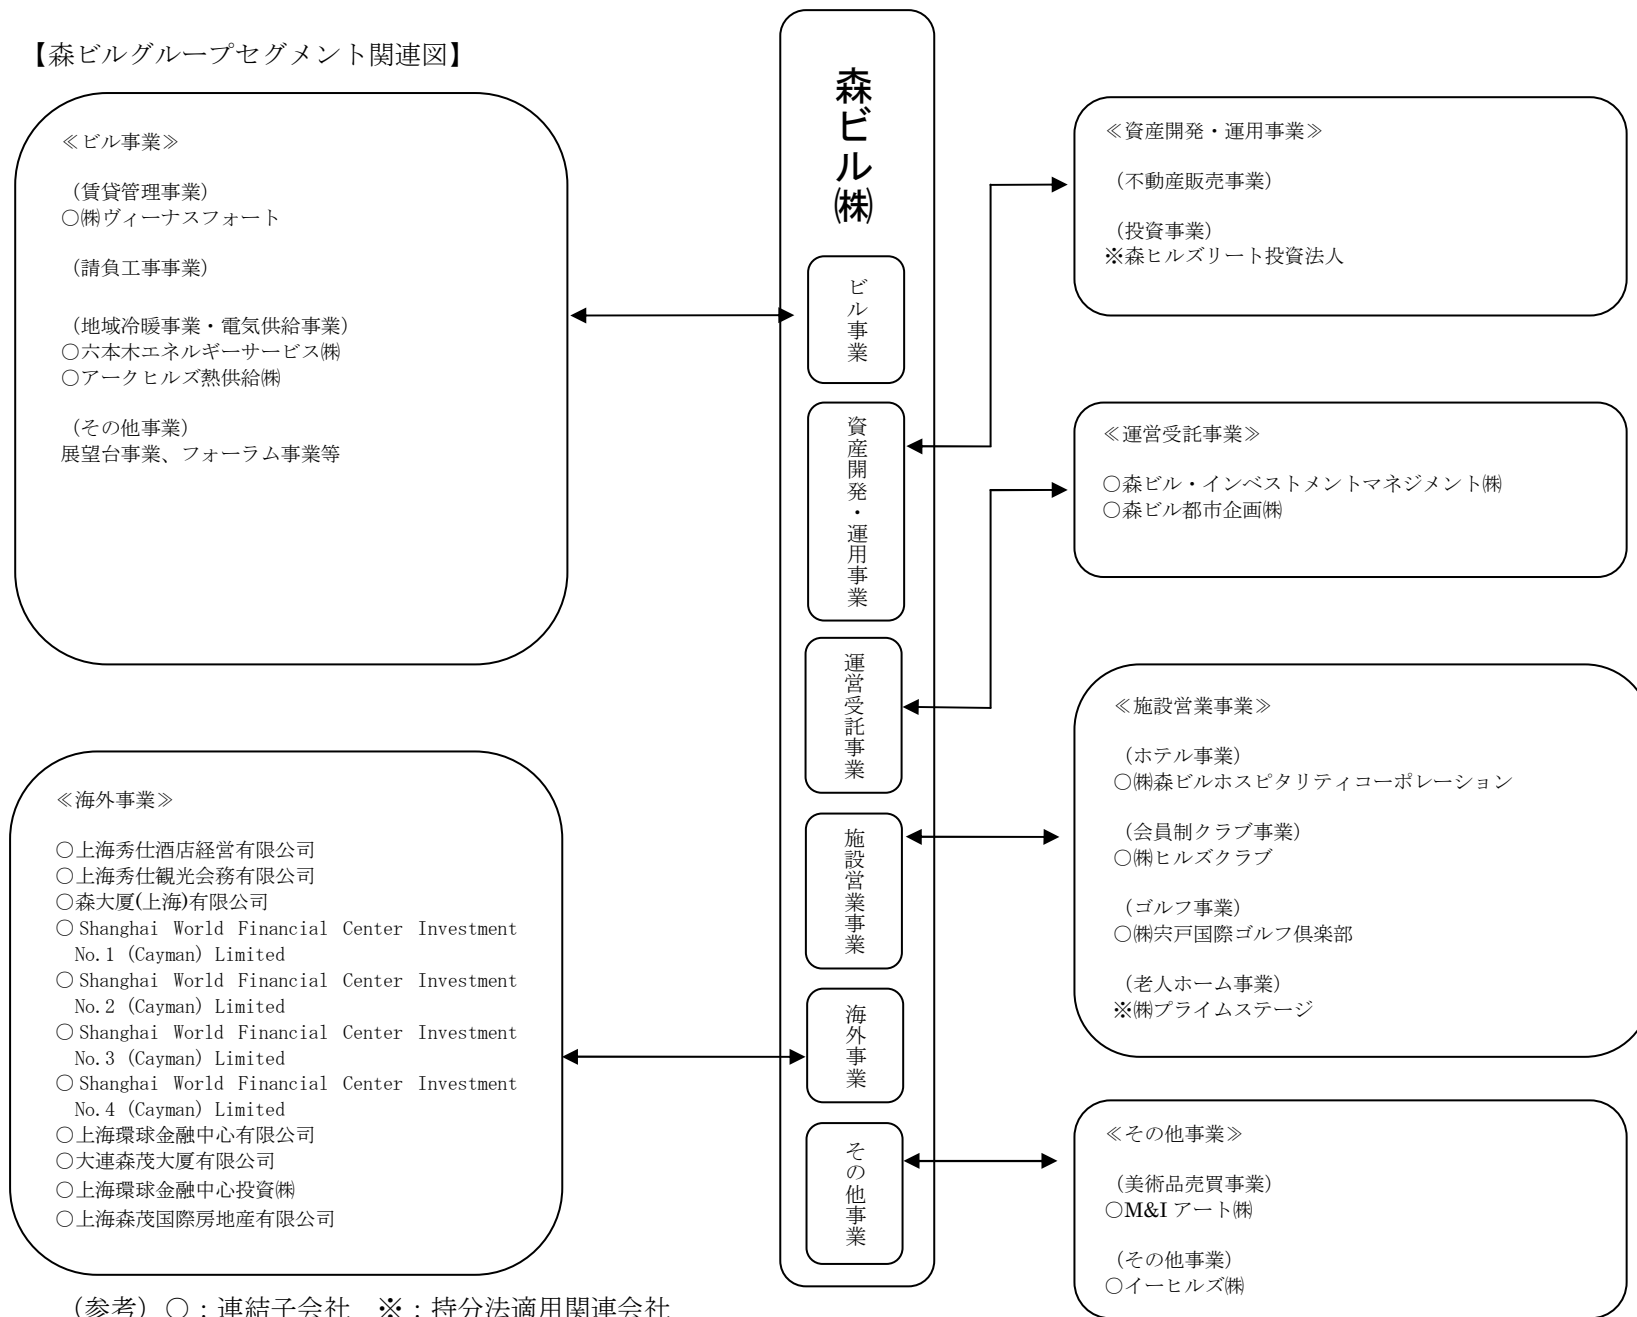 【森ビルグループセグメント関連図】
≪ビル事業≫
（賃貸管理事業）
○㈱ヴィーナスフォート
（請負工事事業）
（地域冷暖事業・電気供給事業）
○六本木エネルギーサービス㈱
○アークヒルズ熱供給㈱
（その他事業）
展望台事業、フォーラム事業等
≪海外事業≫
○上海秀仕酒店経営有限公司
○上海秀仕観光会務有限公司
○森大厦(上海)有限公司
○Shanghai World Financial Center Investment
No.1 (Cayman) Limited
○Shanghai World Financial Center Investment
No.2 (Cayman) Limited
○Shanghai World Financial Center Investment
No.3 (Cayman) Limited
○Shanghai World Financial Center Investment
No.4 (Cayman) Limited
○上海環球金融中心有限公司
○大連森茂大厦有限公司
○上海環球金融中心投資㈱
○上海森茂国際房地産有限公司
森ビル㈱
ビル事業
資産開発・運用事業
運営受託事業
施設営業事業
海外事業
その他事業
≪資産開発・運用事業≫
（不動産販売事業）
（投資事業）
※森ヒルズリート投資法人
≪運営受託事業≫
○森ビル・インベストメントマネジメント㈱
○森ビル都市企画㈱
≪施設営業事業≫
（ホテル事業）
○㈱森ビルホスピタリティコーポレーション
（会員制クラブ事業）
○㈱ヒルズクラブ
（ゴルフ事業）
○㈱宍戸国際ゴルフ倶楽部
（老人ホーム事業）
※㈱プライムステージ
≪その他事業≫
（美術品売買事業）
○M&Iアート㈱
（その他事業）
○イーヒルズ㈱
（参考）○：連結子会社　※：持分法適用関連会社